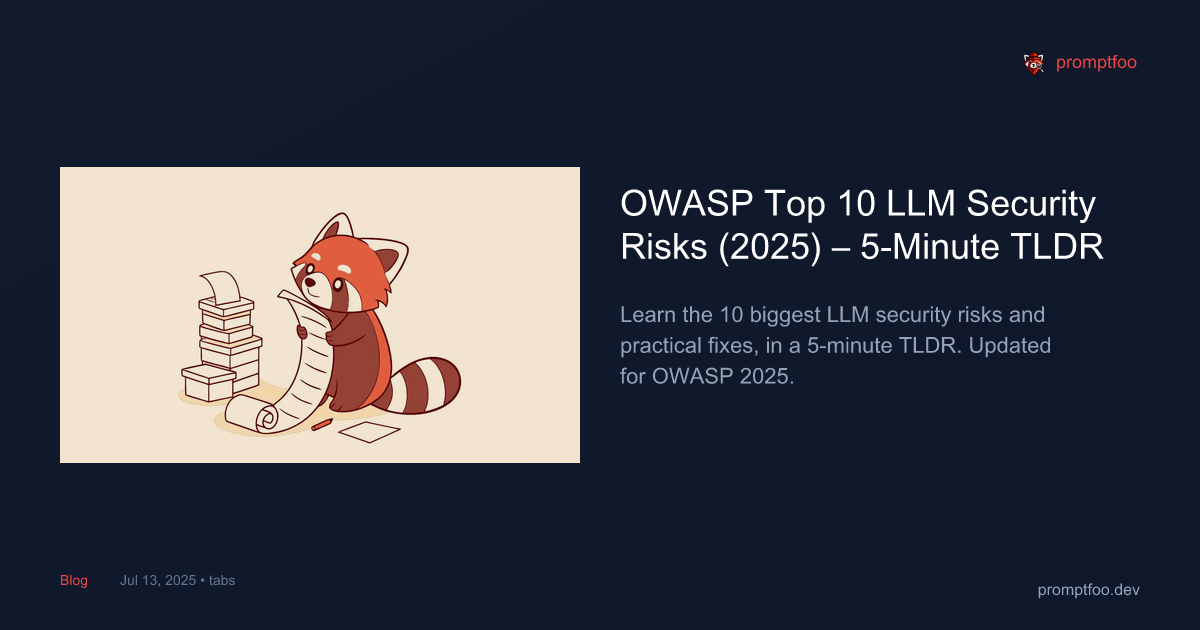 promptfoo
OWASP Top 10 LLM Security
Risks (2025) – 5-Minute TLDR
Learn the 10 biggest LLM security risks and
practical fixes, in a 5-minute TLDR. Updated
for OWASP 2025.
Blog Jul 13, 2025 • tabs
promptfoo.dev